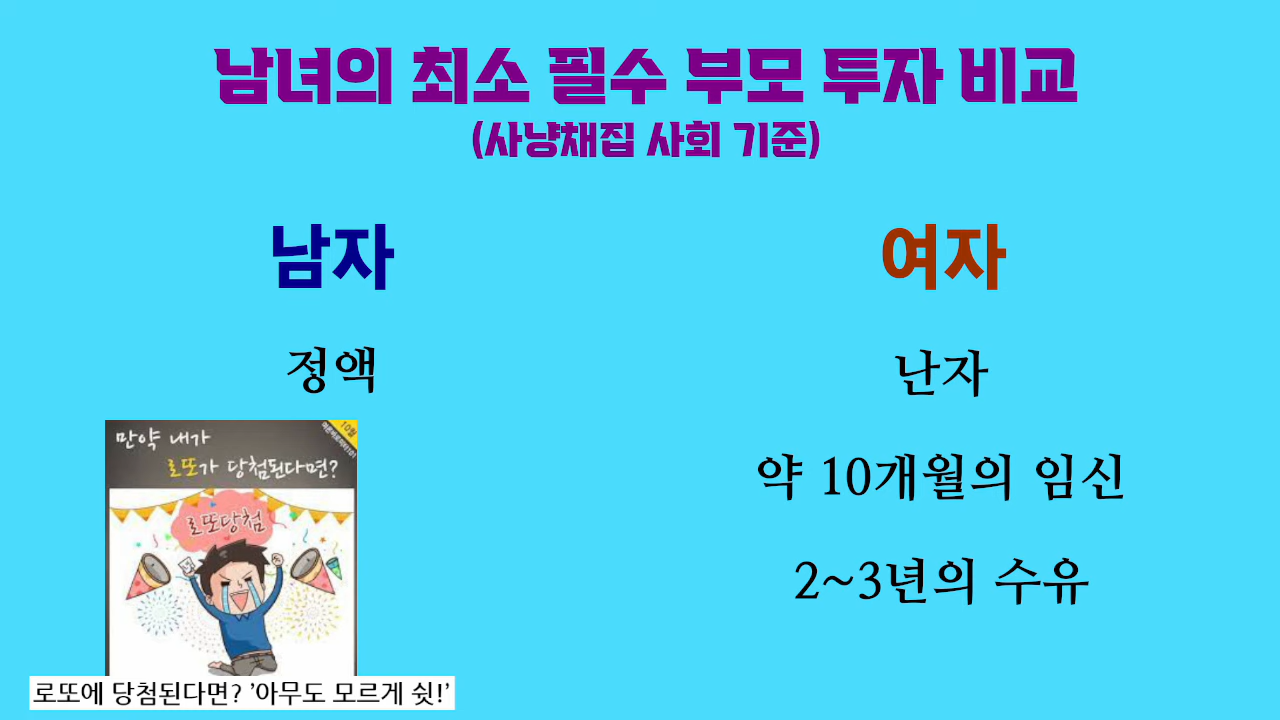 남녀의 최소 필수 부모 투자 비교
(사냥채집 사회 기준)
남자
여자
정액
난자
약 10개월의 임신
2~3년의 수유
10월
만약 내가
로또가 당첨된다면?
로또당첨
로또에 당첨된다면? '아무도 모르게 쉿!'